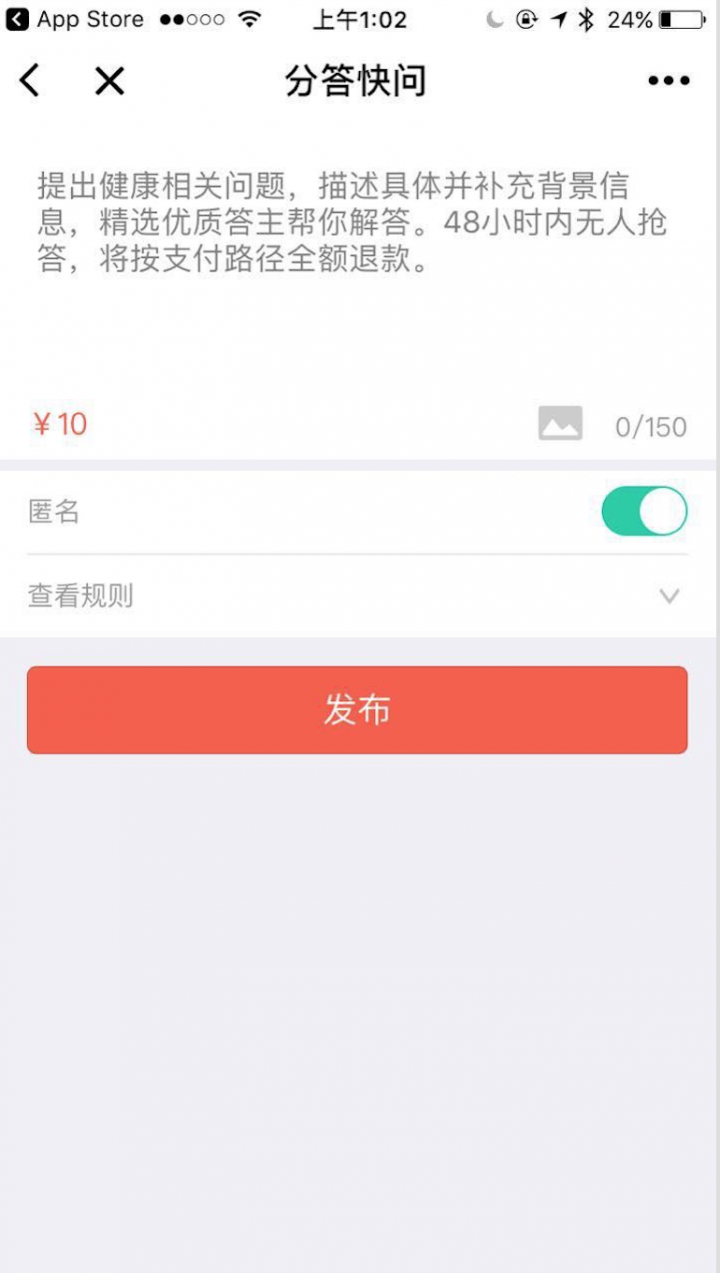 App Store
上午1:02
24%
分答快问
提出健康相关问题，描述具体并补充背景信
息，精选优质答主帮你解答。48小时内无人抢
答，将按支付路径全额退款。
￥10
0/150
匿名
查看规则
发布